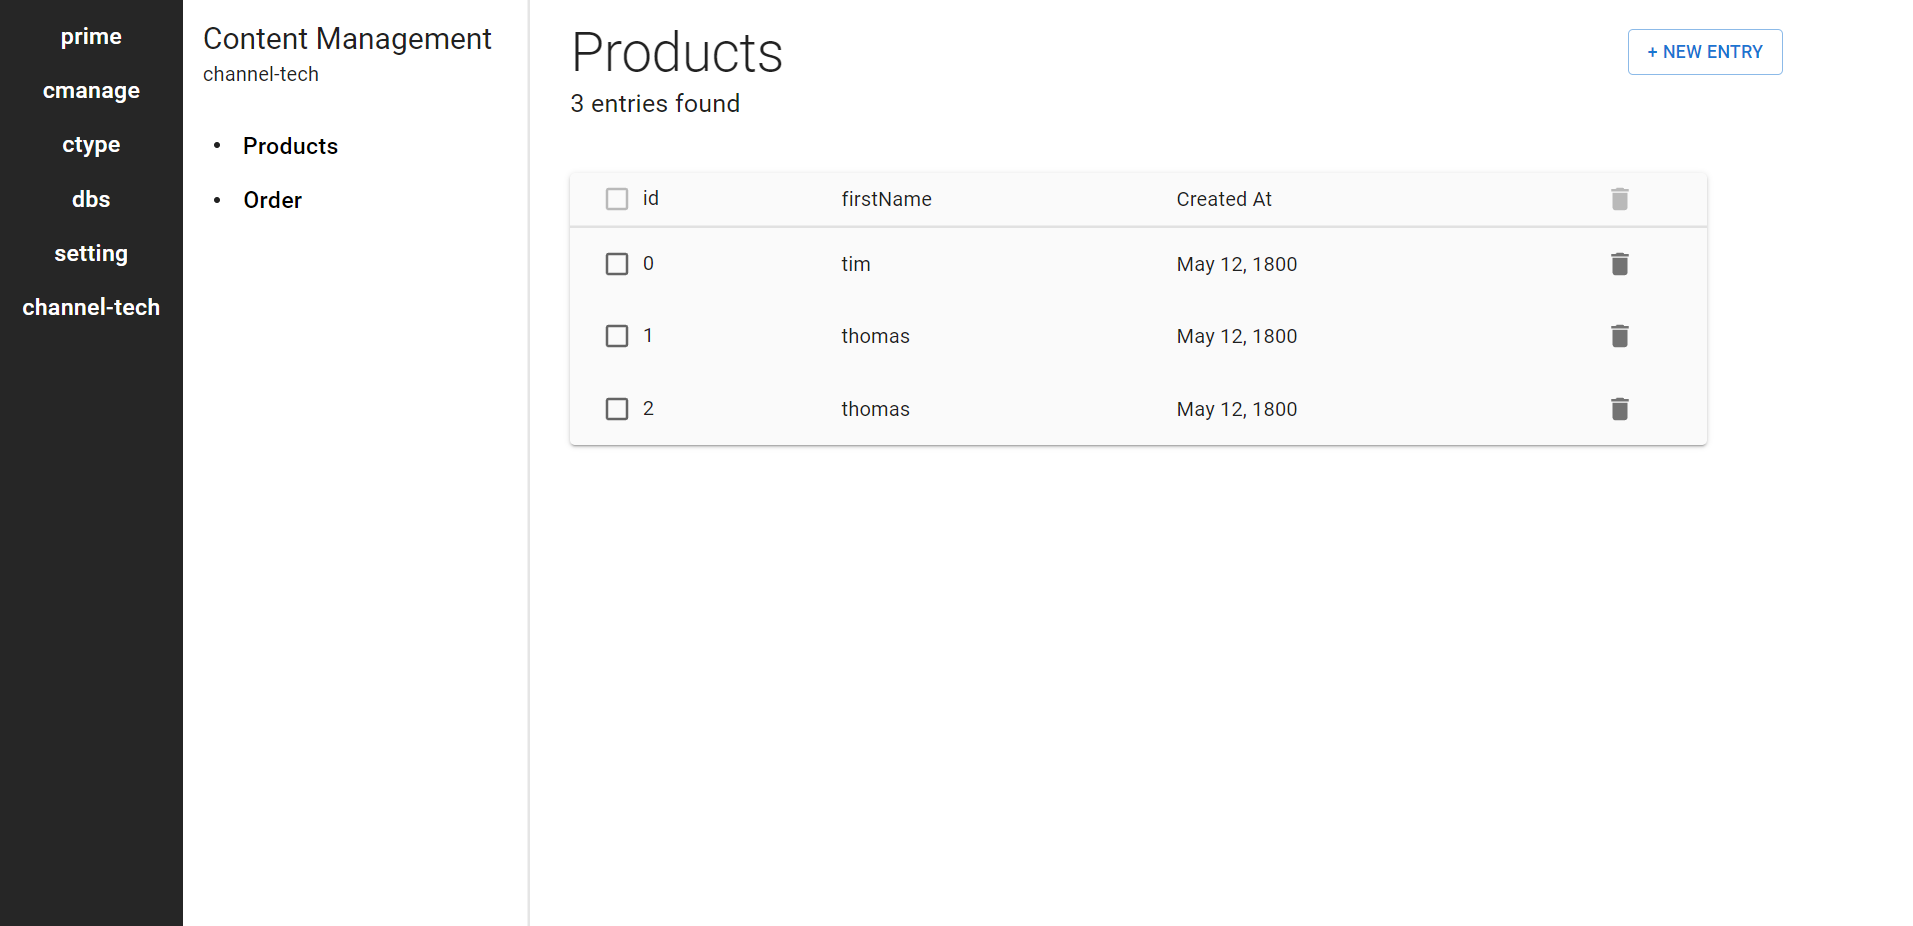 prime
cmanage
ctype
dbs
setting
channel-tech
Content Management
channel-tech
• Products
• Order
Products
3 entries found
+ NEW ENTRY
id firstName Created At
0 tim May 12, 1800
1 thomas May 12, 1800
2 thomas May 12, 1800